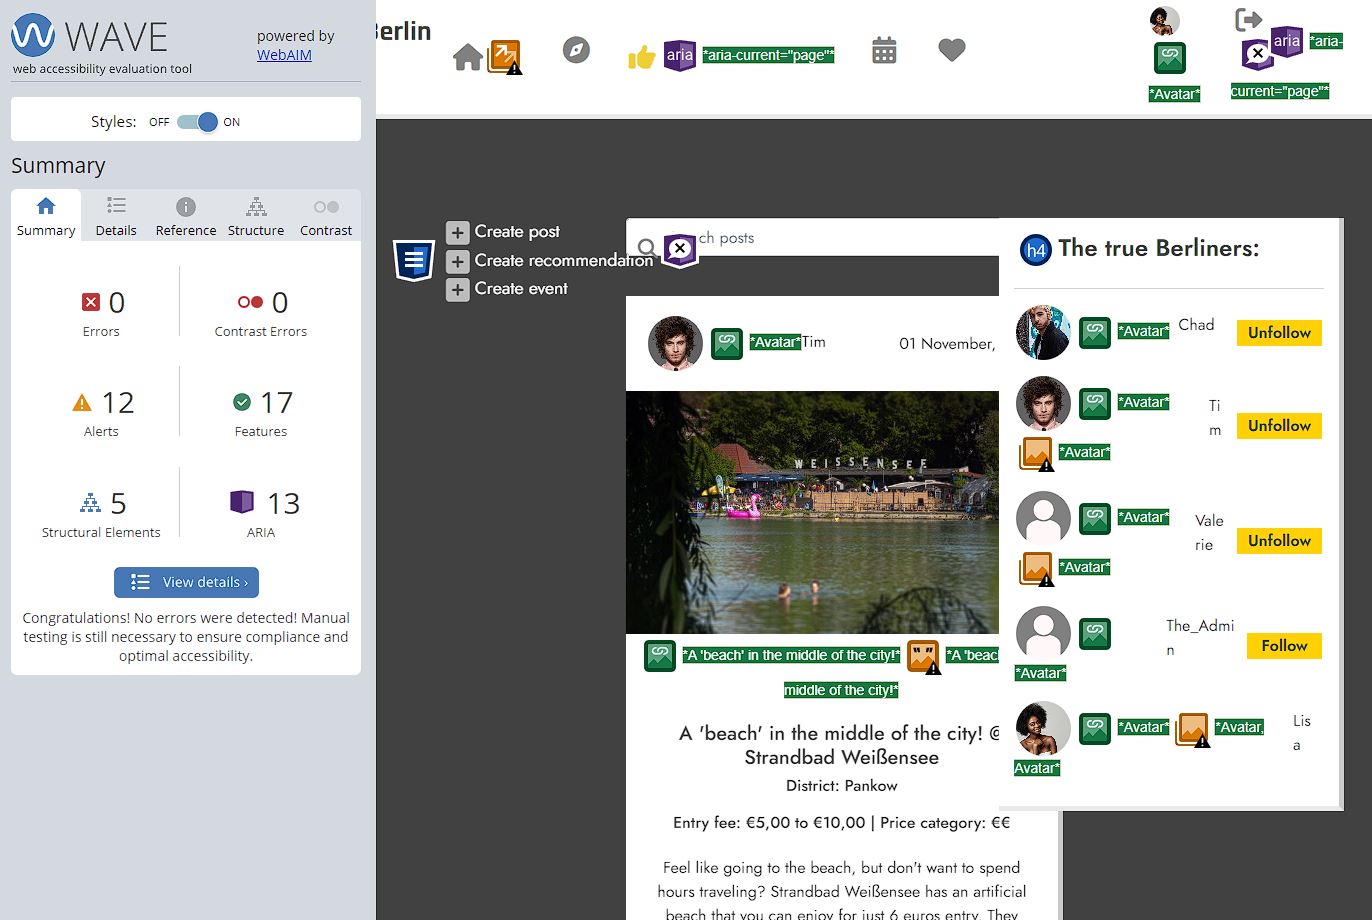 WAVE
powered by
WebAIM
web accessibility evaluation tool
Styles: OFF ON
Summary
Summary Details Reference Structure Contrast
0
Errors
0
Contrast Errors
12
Alerts
17
Features
5
Structural Elements
13
ARIA
View details ›
Congratulations! No errors were detected! Manual
testing is still necessary to ensure compliance and
optimal accessibility.
Berlin
aria *aria-current="page"*
*Avatar*
aria *aria-
current="page"*
+ Create post
+ Create recommendation
+ Create event
ch posts
*Avatar*Tim
01 November,
WEISSENSEE
*A 'beach' in the middle of the city!* *A 'beac
middle of the city!*
A 'beach' in the middle of the city! @
Strandbad Weißensee
District: Pankow
Entry fee: €5,00 to €10,00 | Price category: €€
Feel like going to the beach, but don't want to spend
hours traveling? Strandbad Weißensee has an artificial
beach that you can enjoy for just 6 euros entry. They
h4 The true Berliners:
*Avatar* Chad Unfollow
*Avatar* Ti
m
Unfollow
*Avatar*
*Avatar* Vale
rie
Unfollow
*Avatar*
The_Admi
n
Follow
*Avatar*
*Avatar* *Avatar, Lis
a
Avatar*